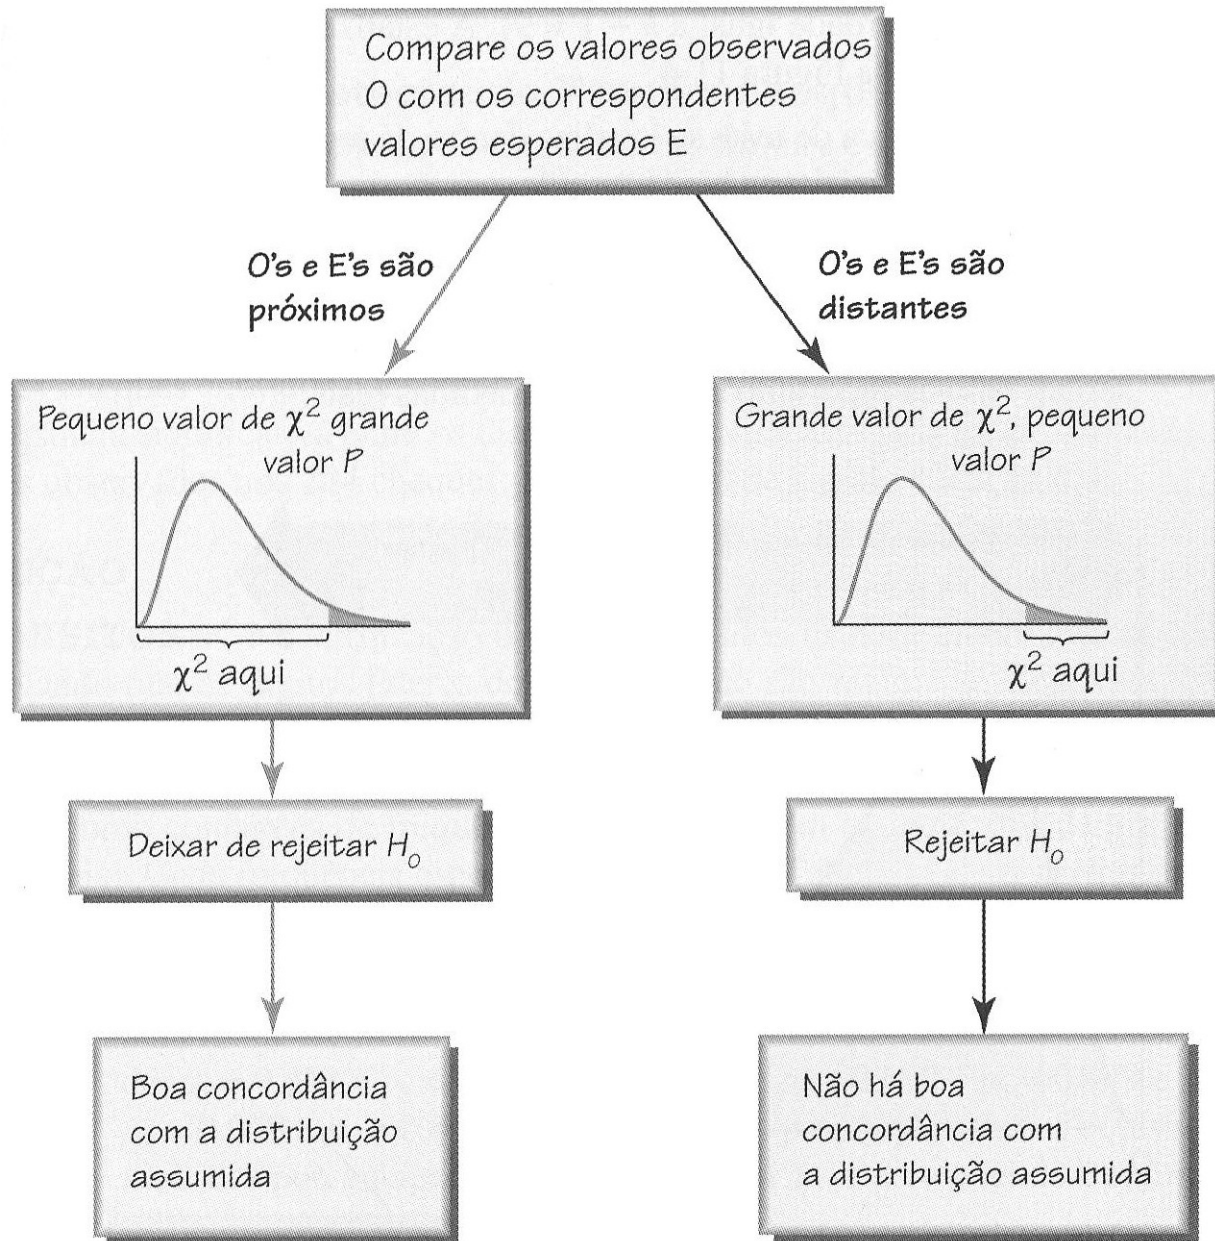 Compare os valores observados
O com os correspondentes
valores esperados E
O's e E's são
próximos
O's e E's são
distantes
Pequeno valor de χ² grande
valor P
χ² aqui
Grande valor de χ², pequeno
valor P
χ² aqui
Deixar de rejeitar H₀
Rejeitar H₀
Boa concordância
com a distribuição
assumida
Não há boa
concordância com
a distribuição assumida